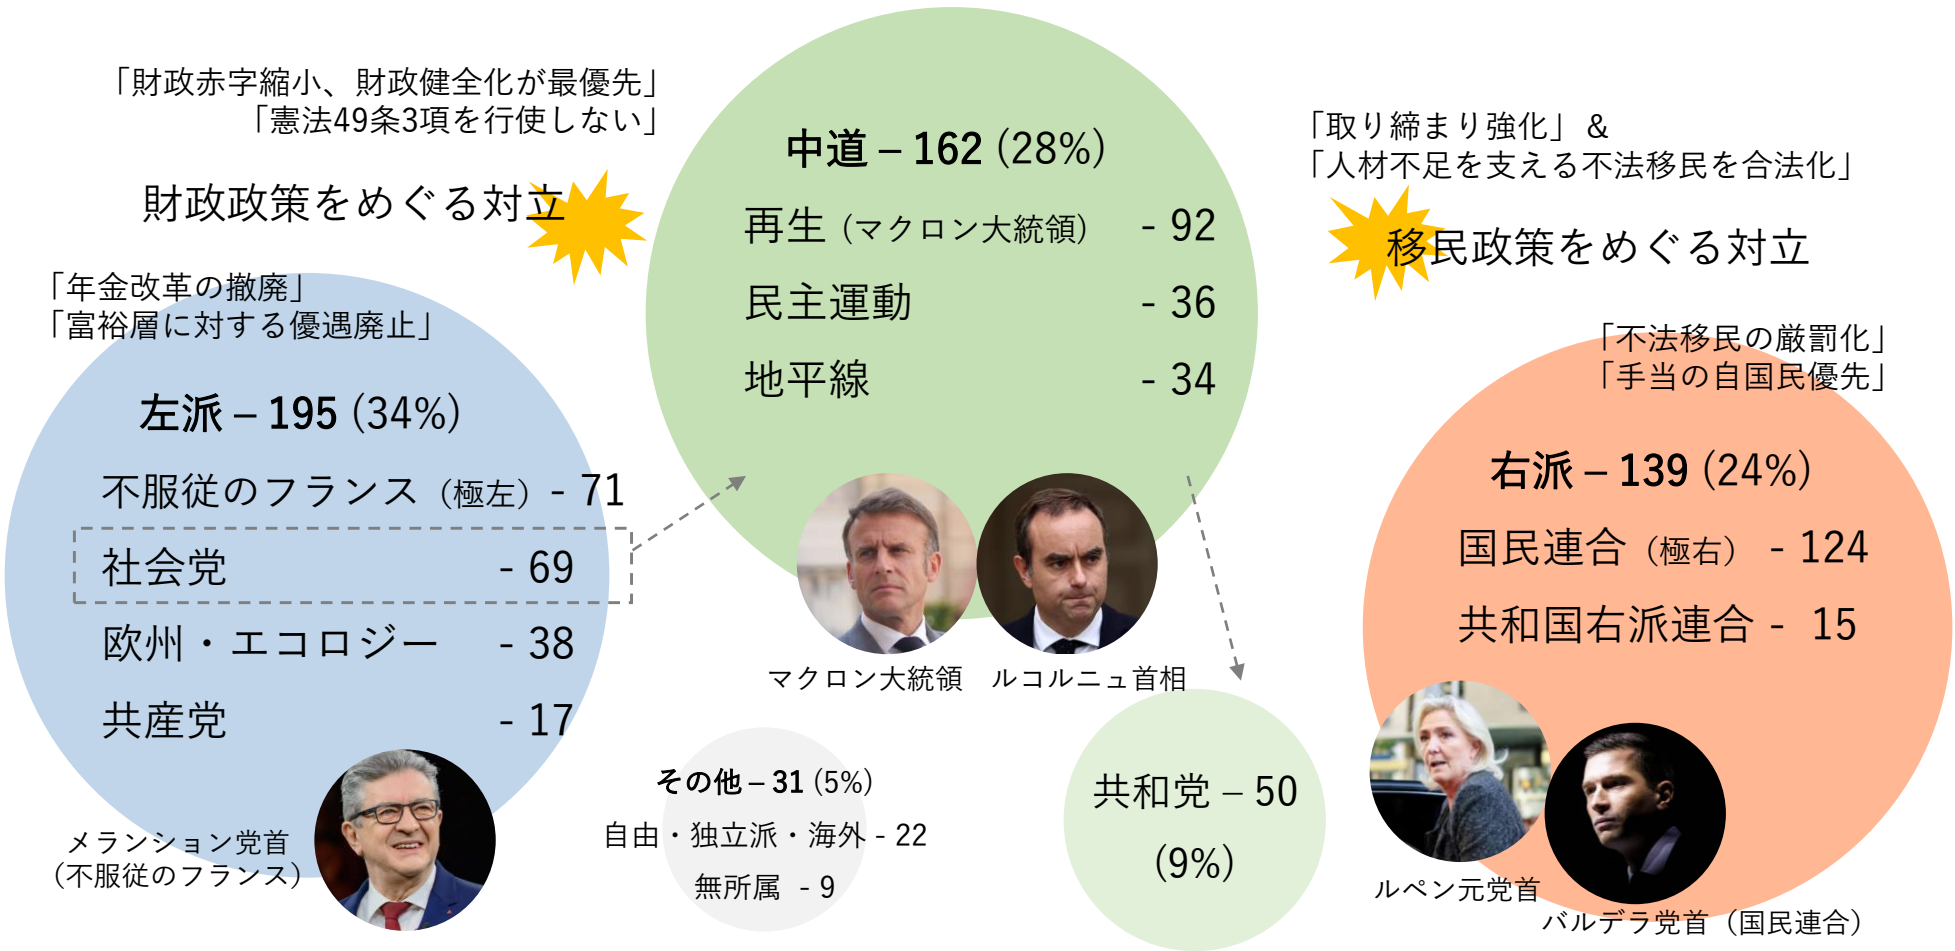 「財政赤字縮小、財政健全化が最優先」
「憲法49条3項を行使しない」
財政政策をめぐる対立
「年金改革の撤廃」
「富裕層に対する優遇廃止」
左派 – 195 (34%)
不服従のフランス（極左）- 71
社会党 - 69
欧州・エコロジー - 38
共産党 - 17
メランション党首
（不服従のフランス）
中道 – 162 (28%)
再生（マクロン大統領） - 92
民主運動 - 36
地平線 - 34
マクロン大統領 ルコルニュ首相
その他 – 31 (5%)
自由・独立派・海外 - 22
無所属 - 9
共和党 – 50
(9%)
「取り締まり強化」＆
「人材不足を支える不法移民を合法化」
移民政策をめぐる対立
「不法移民の厳罰化」
「手当の自国民優先」
右派 – 139 (24%)
国民連合（極右） - 124
共和国右派連合 - 15
ルペン元党首
バルデラ党首（国民連合）